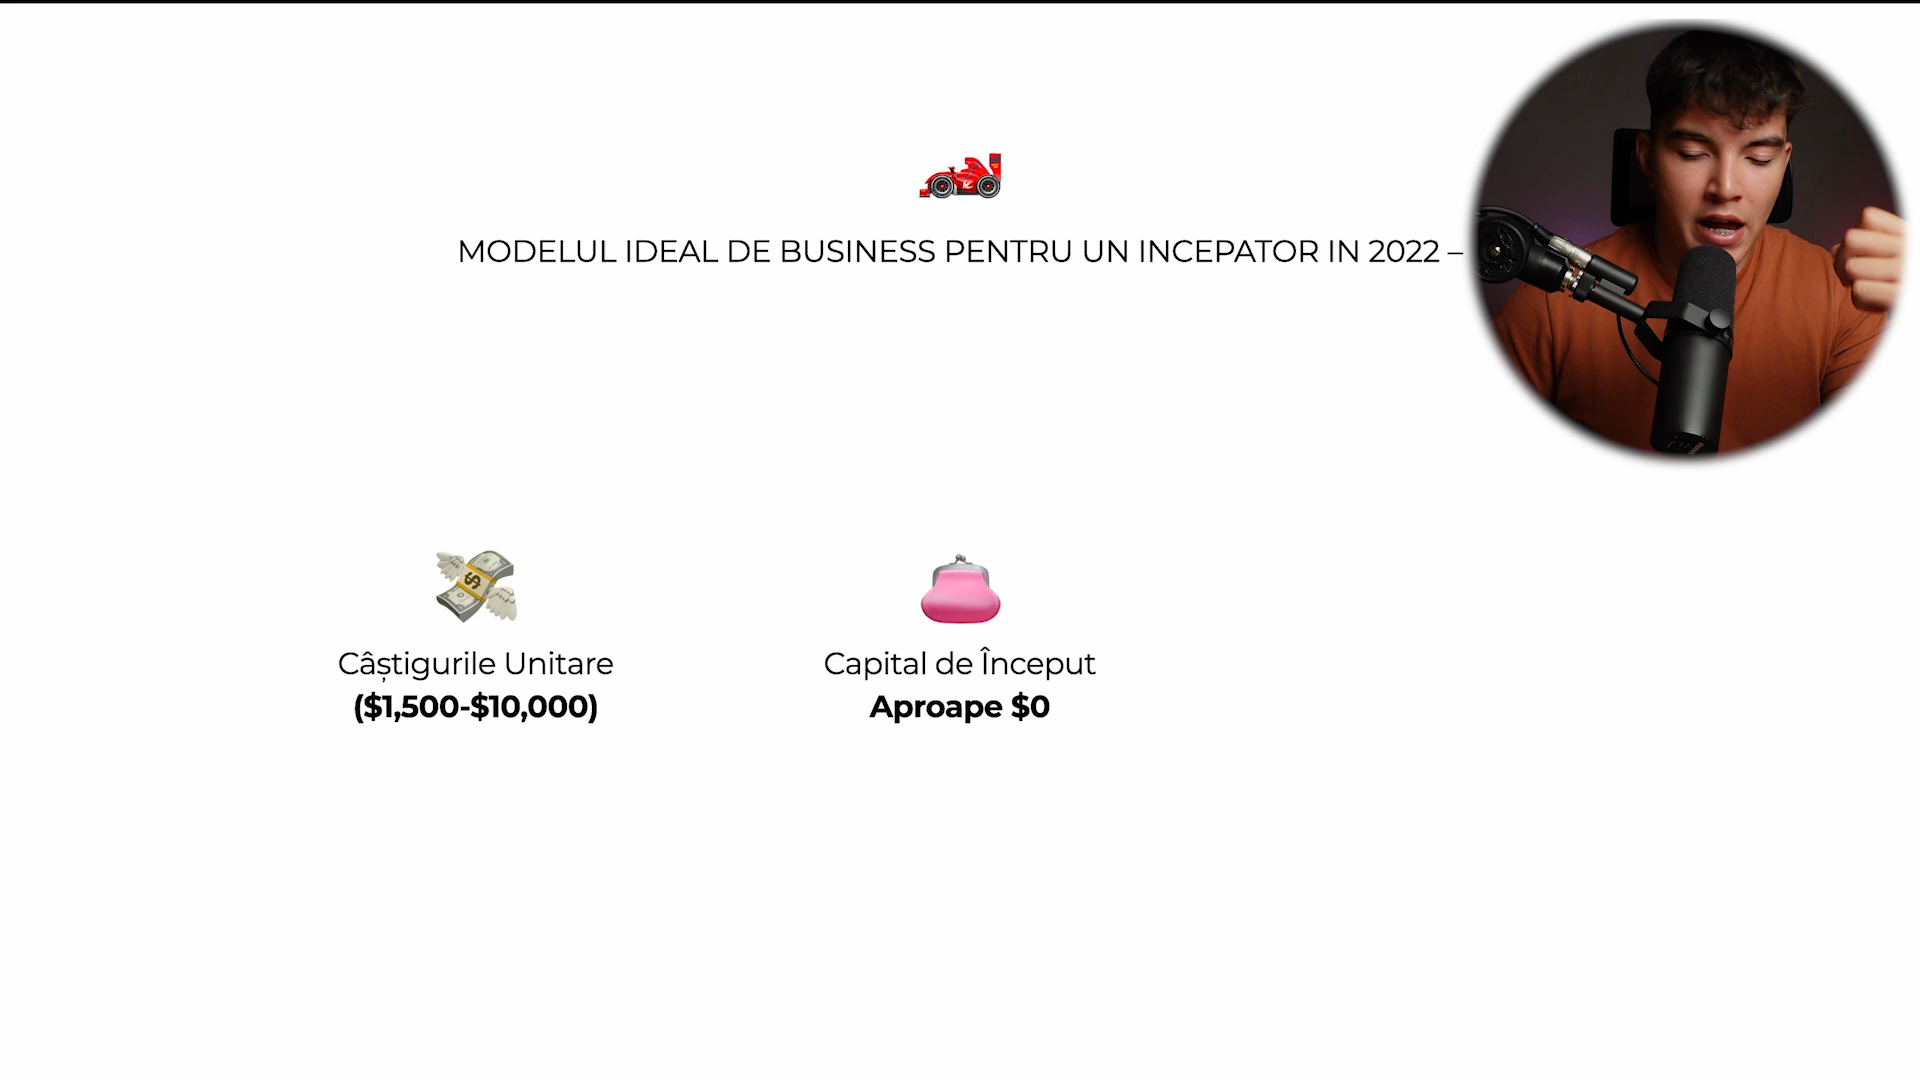 MODELUL IDEAL DE BUSINESS PENTRU UN INCEPATOR IN 2022 –
Câștigurile Unitare
($1,500-$10,000)
Capital de Început
Aproape $0